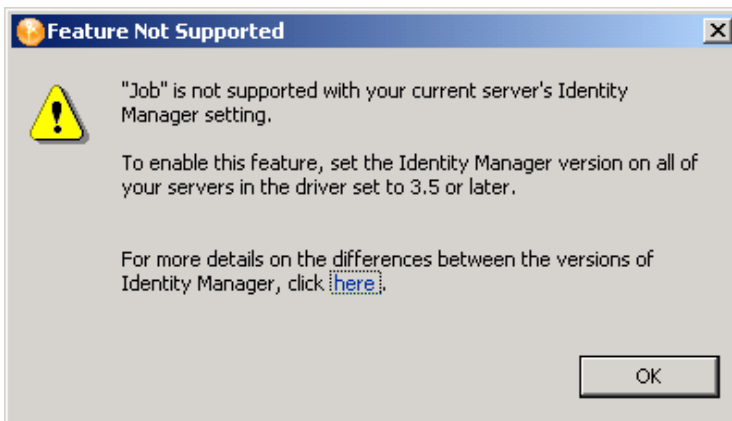 Feature Not Supported
"Job" is not supported with your current server's Identity
Manager setting.
To enable this feature, set the Identity Manager version on all of
your servers in the driver set to 3.5 or later.
For more details on the differences between the versions of
Identity Manager, click here.
OK